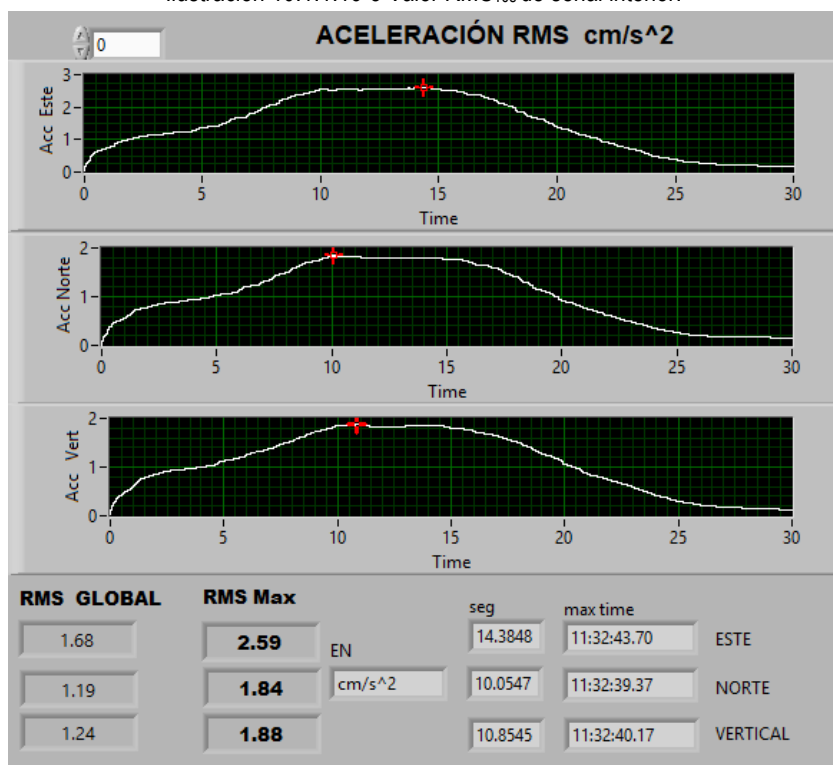 0
ACELERACIÓN RMS cm/s^2
3
2
1
0
Acc Este
0 5 10 15 20 25 30
Time
2
1
0
Acc Norte
0 5 10 15 20 25 30
Time
2
1
0
Acc Vert
0 5 10 15 20 25 30
Time
RMS GLOBAL RMS Max seg max time
1.68 2.59 EN 14.3848 11:32:43.70 ESTE
1.19 1.84 cm/s^2 10.0547 11:32:39.37 NORTE
1.24 1.88 10.8545 11:32:40.17 VERTICAL